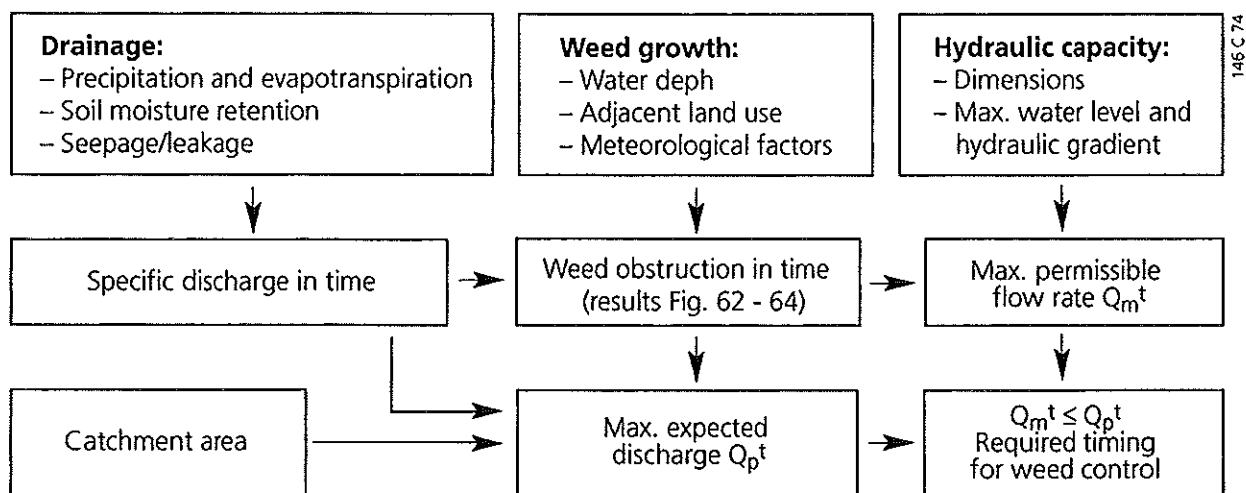 Drainage:
– Precipitation and evapotranspiration
– Soil moisture retention
– Seepage/leakage
Weed growth:
– Water deph
– Adjacent land use
– Meteorological factors
Hydraulic capacity:
– Dimensions
– Max. water level and
hydraulic gradient
146 C 74
Specific discharge in time
Weed obstruction in time
(results Fig. 62 - 64)
Max. permissible
flow rate Qmᵗ
Catchment area
Max. expected
discharge Qpᵗ
Qmᵗ ≤ Qpᵗ
Required timing
for weed control